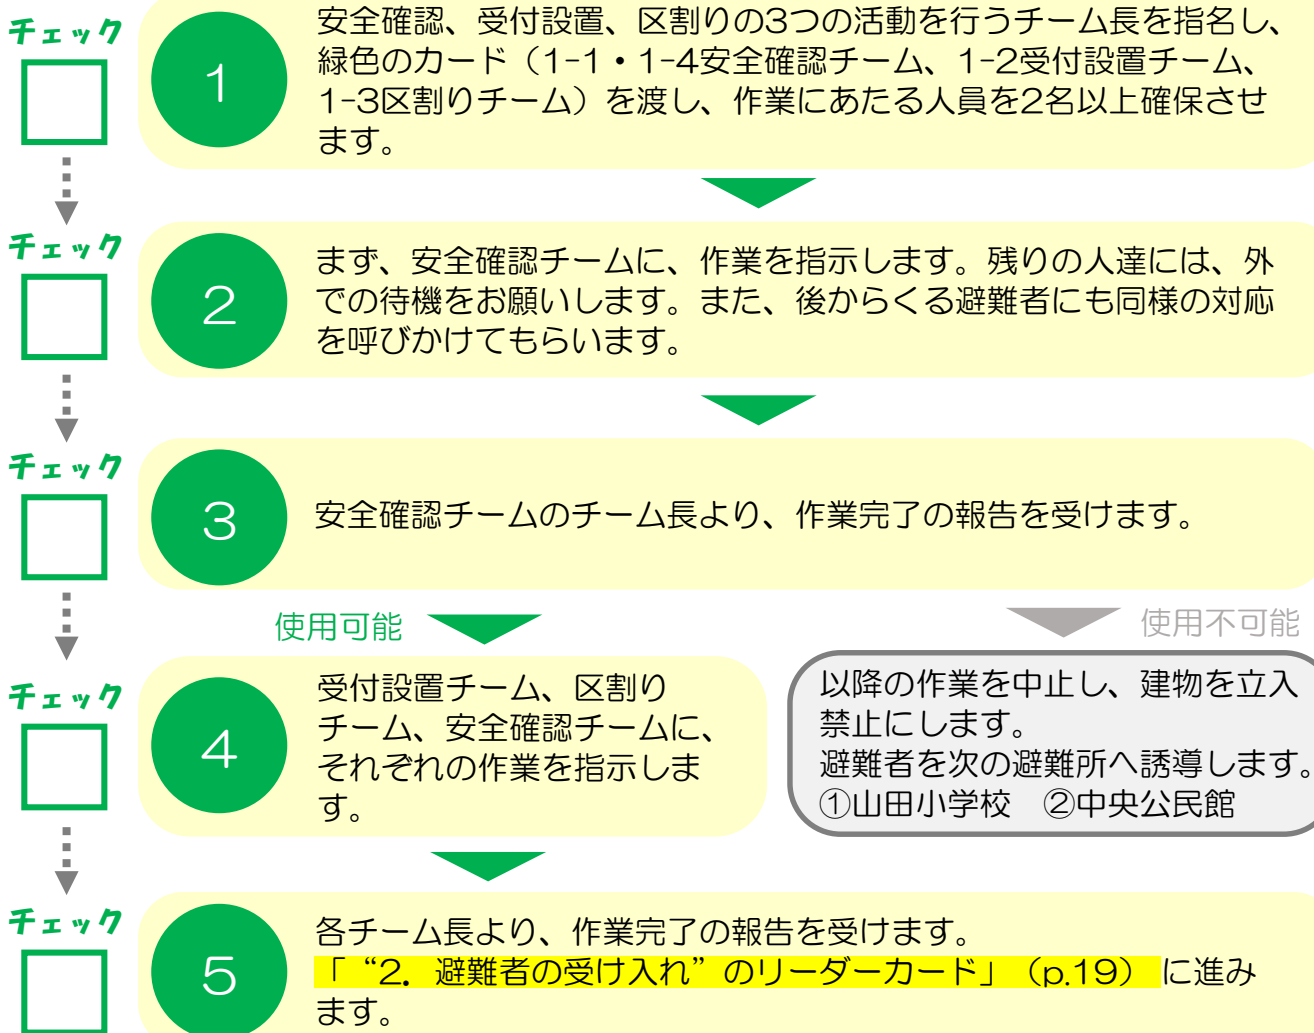 チェック
1
安全確認、受付設置、区割りの3つの活動を行うチーム長を指名し、
緑色のカード（1-1・1-4安全確認チーム、1-2受付設置チーム、
1-3区割りチーム）を渡し、作業にあたる人員を2名以上確保させ
ます。
チェック
2
まず、安全確認チームに、作業を指示します。残りの人達には、外
での待機をお願いします。また、後からくる避難者にも同様の対応
を呼びかけてもらいます。
チェック
3
安全確認チームのチーム長より、作業完了の報告を受けます。
使用可能
使用不可能
チェック
4
受付設置チーム、区割り
チーム、安全確認チームに、
それぞれの作業を指示しま
す。
以降の作業を中止し、建物を立入
禁止にします。
避難者を次の避難所へ誘導します。
①山田小学校　②中央公民館
チェック
5
各チーム長より、作業完了の報告を受けます。
「“2．避難者の受け入れ”のリーダーカード」（p.19）に進み
ます。